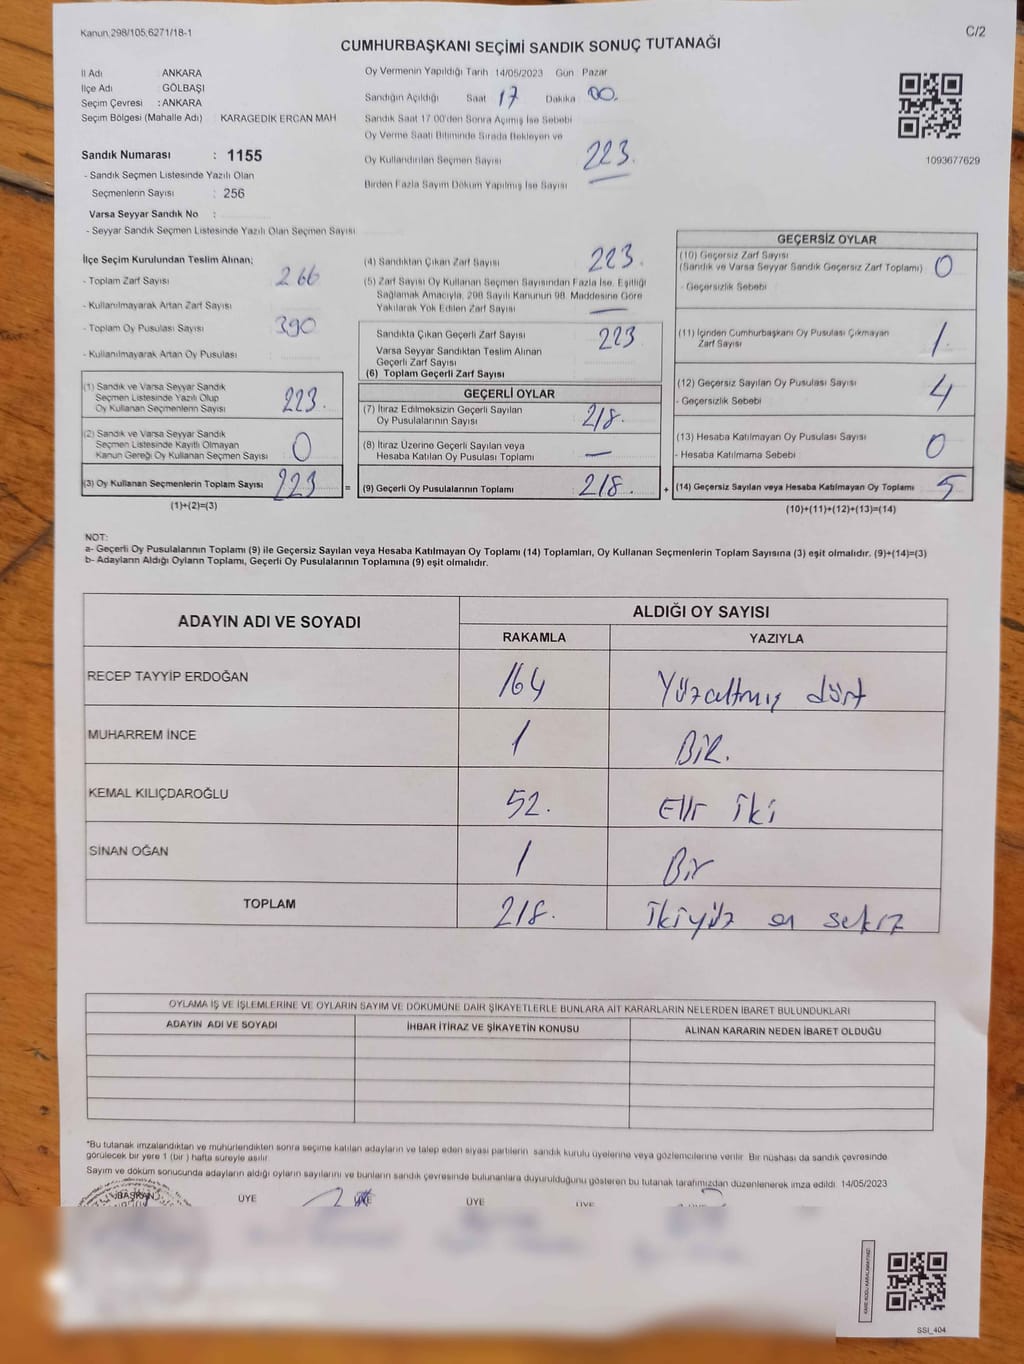 Kanun.298/105,6271/18-1
C/2
CUMHURBAŞKANI SEÇİMİ SANDIK SONUÇ TUTANAĞI
İl Adı ANKARA
İlçe Adı GÖLBAŞI
Seçim Çevresi : ANKARA
Seçim Bölgesi (Mahalle Adı) KARAGEDİK ERCAN MAH
Oy Vermenin Yapıldığı Tarih 14/05/2023 Gün Pazar
Sandığın Açıldığı Saat 17 Dakika 00.
Sandık Saat 17 00'den Sonra Açımış İse Sebebi
Oy Verme Saati Bitiminde Sırada Bekleyen ve
Oy Kullandırılan Seçmen Sayısı 223.
Birden Fazla Sayım Döküm Yapılmış İse Sayısı
1093677629
Sandık Numarası : 1155
- Sandık Seçmen Listesinde Yazılı Olan
Seçmenlerin Sayısı : 256
Varsa Seyyar Sandık No :
- Seyyar Sandık Seçmen Listesinde Yazılı Olan Seçmen Sayısı
İlçe Seçim Kurulundan Teslim Alınan;
- Toplam Zarf Sayısı 266
- Kullanılmayarak Artan Zarf Sayısı
- Toplam Oy Pusulası Sayısı 390
- Kullanılmayarak Artan Oy Pusulası
(1) Sandık ve Varsa Seyyar Sandık
Seçmen Listesinde Yazılı Olup
Oy Kullanan Seçmenlerin Sayısı 223.
(2) Sandık ve Varsa Seyyar Sandık
Seçmen Listesinde Kayıtlı Olmayan
Kanun Gereği Oy Kullanan Seçmen Sayısı 0
(3) Oy Kullanan Seçmenlerin Toplam Sayısı 223 =
(1)+(2)=(3)
(4) Sandıktan Çıkan Zarf Sayısı 223.
(5) Zarf Sayısı Oy Kullanan Seçmen Sayısından Fazla İse, Eşitliği
Sağlamak Amacıyla, 298 Sayılı Kanunun 98. Maddesine Göre
Yakılarak Yok Edilen Zarf Sayısı —
Sandıkta Çıkan Geçerli Zarf Sayısı 223
Varsa Seyyar Sandıktan Teslim Alınan
Geçerli Zarf Sayısı
(6) Toplam Geçerli Zarf Sayısı
GEÇERLİ OYLAR
(7) İtiraz Edilmeksizin Geçerli Sayılan
Oy Pusulalarının Sayısı 218.
(8) İtiraz Üzerine Geçerli Sayılan veya
Hesaba Katılan Oy Pusulası Toplamı —
(9) Geçerli Oy Pusulalarının Toplamı 218. +
GEÇERSİZ OYLAR
(10) Geçersiz Zarf Sayısı
(Sandık ve Varsa Seyyar Sandık Geçersiz Zarf Toplamı) 0
- Geçersizlik Sebebi
(11) İçinden Cumhurbaşkanı Oy Pusulası Çıkmayan
Zarf Sayısı 1.
(12) Geçersiz Sayılan Oy Pusulası Sayısı 4
- Geçersizlik Sebebi
(13) Hesaba Katılmayan Oy Pusulası Sayısı 0
- Hesaba Katılmama Sebebi
(14) Geçersiz Sayılan veya Hesaba Katılmayan Oy Toplamı 5
(10)+(11)+(12)+(13)=(14)
NOT:
a- Geçerli Oy Pusulalarının Toplamı (9) ile Geçersiz Sayılan veya Hesaba Katılmayan Oy Toplamı (14) Toplamları, Oy Kullanan Seçmenlerin Toplam Sayısına (3) eşit olmalıdır. (9)+(14)=(3)
b- Adayların Aldığı Oyların Toplamı, Geçerli Oy Pusulalarının Toplamına (9) eşit olmalıdır.
ADAYIN ADI VE SOYADI ALDIĞI OY SAYISI
RAKAMLA YAZIYLA
RECEP TAYYİP ERDOĞAN 164 Yüzaltmış dört
MUHARREM İNCE 1 BİR.
KEMAL KILIÇDAROĞLU 52. Elli iki
SİNAN OĞAN 1 Bir
TOPLAM 218. ikiyüz on sekiz
OYLAMA İŞ VE İŞLEMLERİNE VE OYLARIN SAYIM VE DÖKÜMÜNE DAİR ŞİKAYETLERLE BUNLARA AİT KARARLARIN NELERDEN İBARET BULUNDUKLARI
ADAYIN ADI VE SOYADI İHBAR İTİRAZ VE ŞİKAYETİN KONUSU ALINAN KARARIN NEDEN İBARET OLDUĞU
*Bu tutanak imzalandıktan ve mühürlendikten sonra seçime katılan adayların ve talep eden siyasi partilerin sandık kurulu üyelerine veya gözlemcilerine verilir. Bir nüshası da sandık çevresinde
görülecek bir yere 1 (bir ) hafta süreyle asılır.
Sayım ve döküm sonucunda adayların aldığı oyların sayılarını ve bunların sandık çevresinde bulunanlara duyurulduğunu gösteren bu tutanak tarafımızdan düzenlenerek imza edildi. 14/05/2023
BAŞKAN ÜYE ÜYE ÜYE
SSI_404